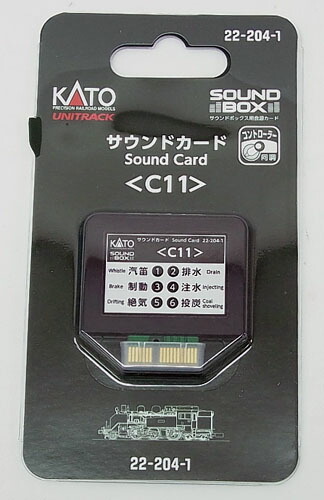 22-204-1
KATO
PRECISION RAILROAD MODELS
UNITRACK
SOUND
BOX
サウンドボックス用音源カード
サウンドカード
Sound Card
<C11>
コントローラー
同調
KATO サウンドカード Sound Card 22-204-1
SOUND
BOX
<C11>
Whistle 汽笛 1 2 排水 Drain
Brake 制動 3 4 注水 Injecting
Drifting 絶気 5 6 投炭 Coal shoveling
22-204-1